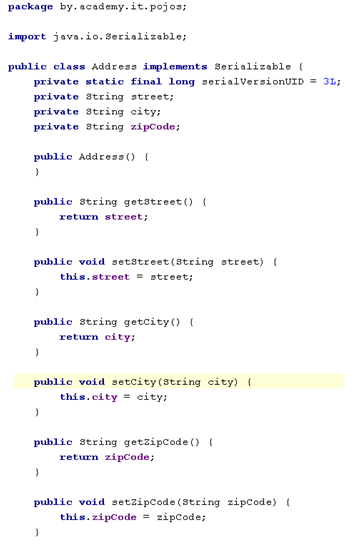 package by.academy.it.pojos;
import java.io.Serializable;
public class Address implements Serializable {
private static final long serialVersionUID = 3L;
private String street;
private String city;
private String zipCode;
public Address() {
}
public String getStreet() {
return street;
}
public void setStreet(String street) {
this.street = street;
}
public String getCity() {
return city;
}
public void setCity(String city) {
this.city = city;
}
public String getZipCode() {
return zipCode;
}
public void setZipCode(String zipCode) {
this.zipCode = zipCode;
}